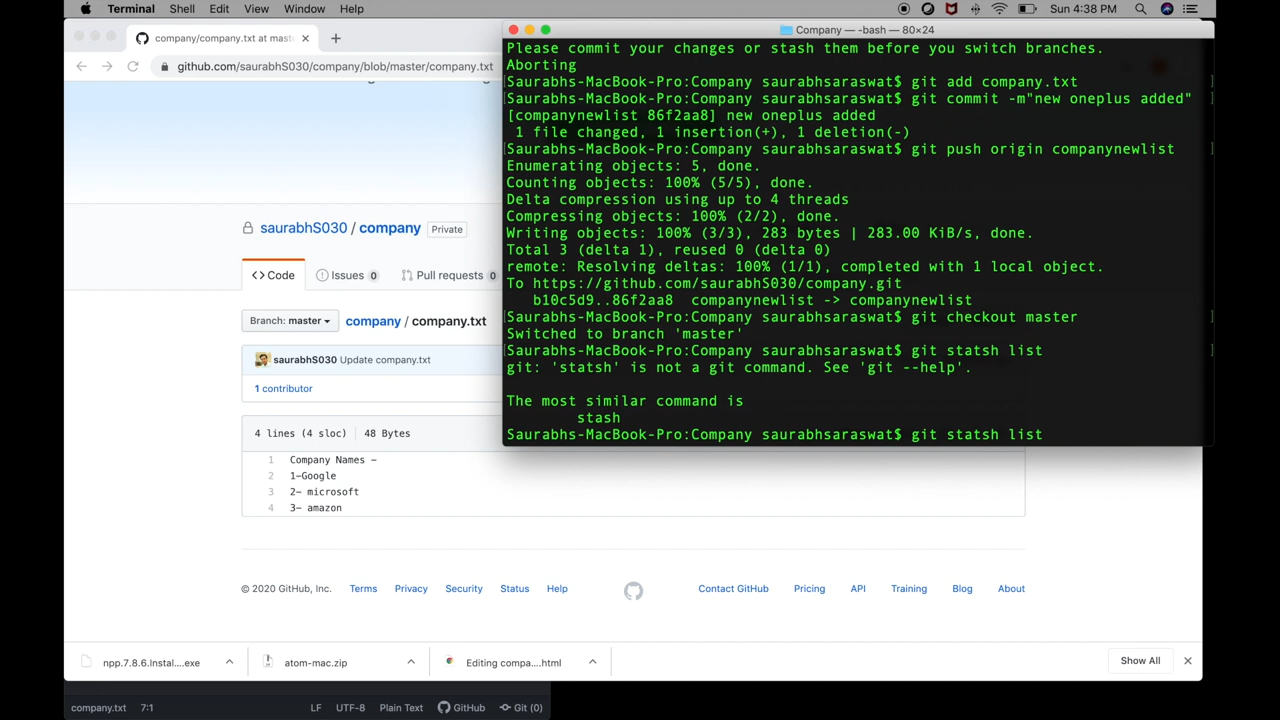 Terminal Shell Edit View Window Help Sun 4:38 PM
company/company.txt at mast
github.com/saurabhS030/company/blob/master/company.txt
Company — -bash — 80×24
Please commit your changes or stash them before you switch branches.
Aborting
Saurabhs-MacBook-Pro:Company saurabhsaraswat$ git add company.txt
Saurabhs-MacBook-Pro:Company saurabhsaraswat$ git commit -m"new oneplus added"
[companynewlist 86f2aa8] new oneplus added
1 file changed, 1 insertion(+), 1 deletion(-)
Saurabhs-MacBook-Pro:Company saurabhsaraswat$ git push origin companynewlist
Enumerating objects: 5, done.
Counting objects: 100% (5/5), done.
Delta compression using up to 4 threads
Compressing objects: 100% (2/2), done.
Writing objects: 100% (3/3), 283 bytes | 283.00 KiB/s, done.
Total 3 (delta 1), reused 0 (delta 0)
remote: Resolving deltas: 100% (1/1), completed with 1 local object.
To https://github.com/saurabhS030/company.git
b10c5d9..86f2aa8 companynewlist -> companynewlist
Saurabhs-MacBook-Pro:Company saurabhsaraswat$ git checkout master
Switched to branch 'master'
Saurabhs-MacBook-Pro:Company saurabhsaraswat$ git statsh list
git: 'statsh' is not a git command. See 'git --help'.
The most similar command is
stash
Saurabhs-MacBook-Pro:Company saurabhsaraswat$ git statsh list
saurabhS030 / company Private
Code Issues 0 Pull requests 0
Branch: master company / company.txt
saurabhS030 Update company.txt
1 contributor
4 lines (4 sloc) 48 Bytes
1 Company Names –
2 1-Google
3 2- microsoft
4 3- amazon
© 2020 GitHub, Inc. Terms Privacy Security Status Help Contact GitHub Pricing API Training Blog About
npp.7.8.6.Instal....exe atom-mac.zip Editing compa....html Show All
company.txt 7:1 LF UTF-8 Plain Text GitHub Git (0)